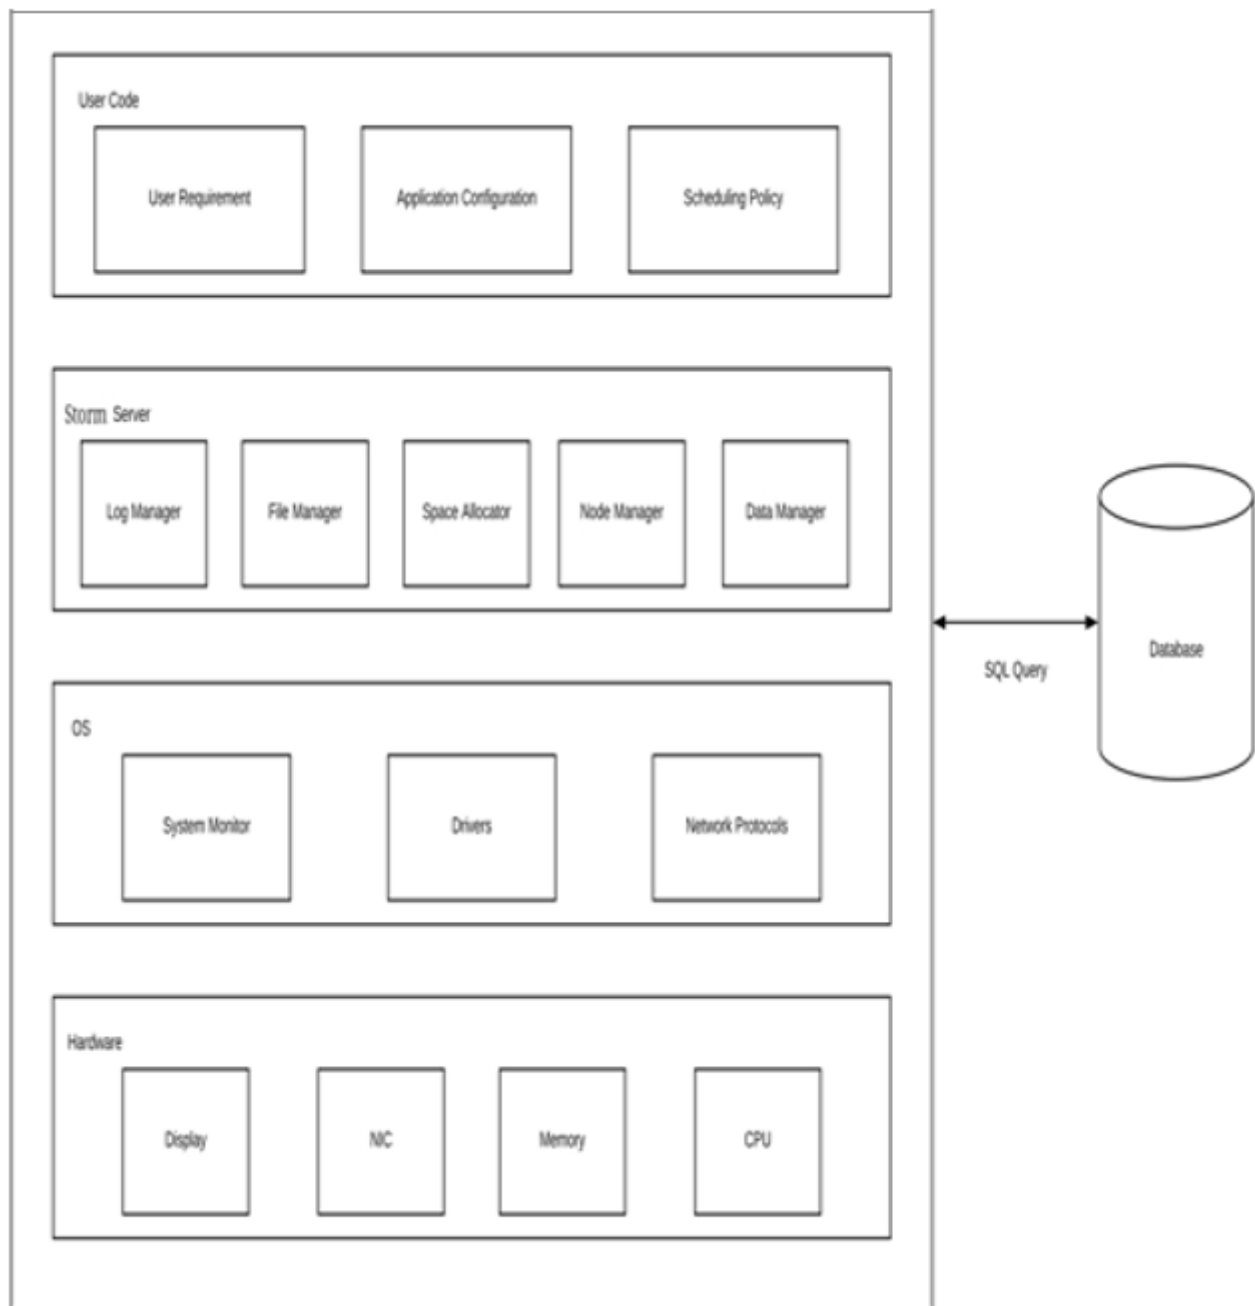 User Code
User Requirement
Application Configuration
Scheduling Policy
Storm Server
Log Manager
File Manager
Space Allocator
Node Manager
Data Manager
SQL Query
Database
OS
System Monitor
Drivers
Network Protocols
Hardware
Display
NIC
Memory
CPU